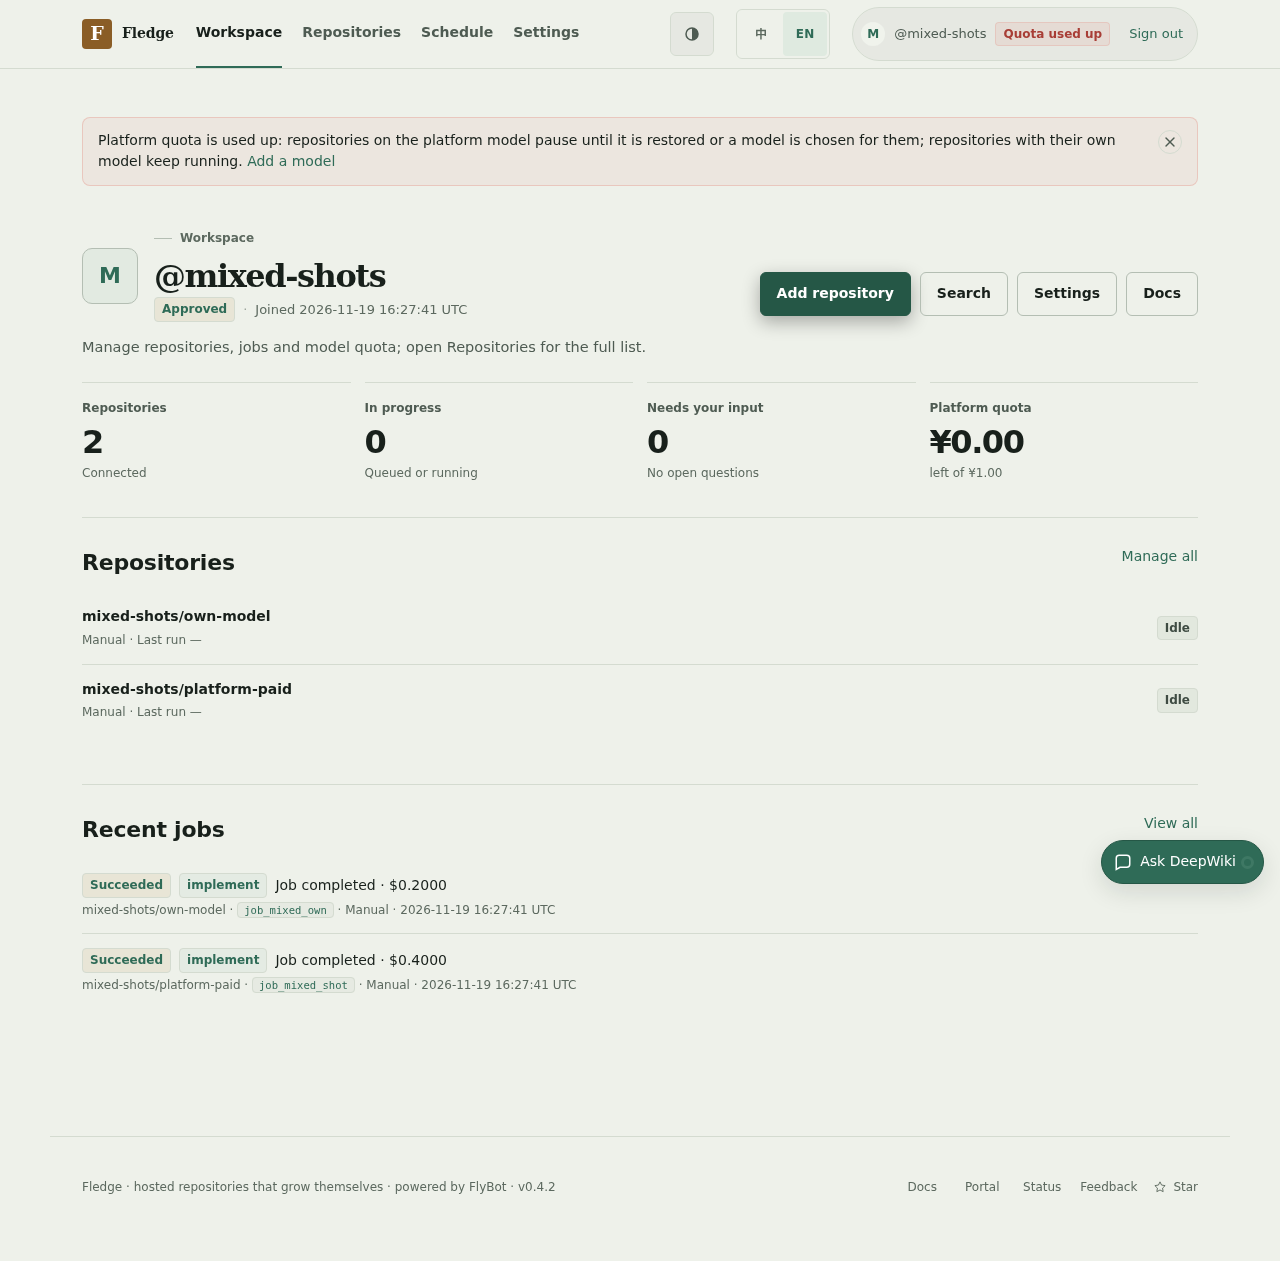 F Fledge Workspace Repositories Schedule Settings 中 EN M @mixed-shots Quota used up Sign out
Platform quota is used up: repositories on the platform model pause until it is restored or a model is chosen for them; repositories with their own
model keep running. Add a model
Workspace
M
@mixed-shots
Approved · Joined 2026-11-19 16:27:41 UTC
Add repository Search Settings Docs
Manage repositories, jobs and model quota; open Repositories for the full list.
Repositories In progress Needs your input Platform quota
2 0 0 ¥0.00
Connected Queued or running No open questions left of ¥1.00
Repositories Manage all
mixed-shots/own-model
Manual · Last run —
Idle
mixed-shots/platform-paid
Manual · Last run —
Idle
Recent jobs View all
Ask DeepWiki
Succeeded implement Job completed · $0.2000
mixed-shots/own-model · job_mixed_own · Manual · 2026-11-19 16:27:41 UTC
Succeeded implement Job completed · $0.4000
mixed-shots/platform-paid · job_mixed_shot · Manual · 2026-11-19 16:27:41 UTC
Fledge · hosted repositories that grow themselves · powered by FlyBot · v0.4.2 Docs Portal Status Feedback Star